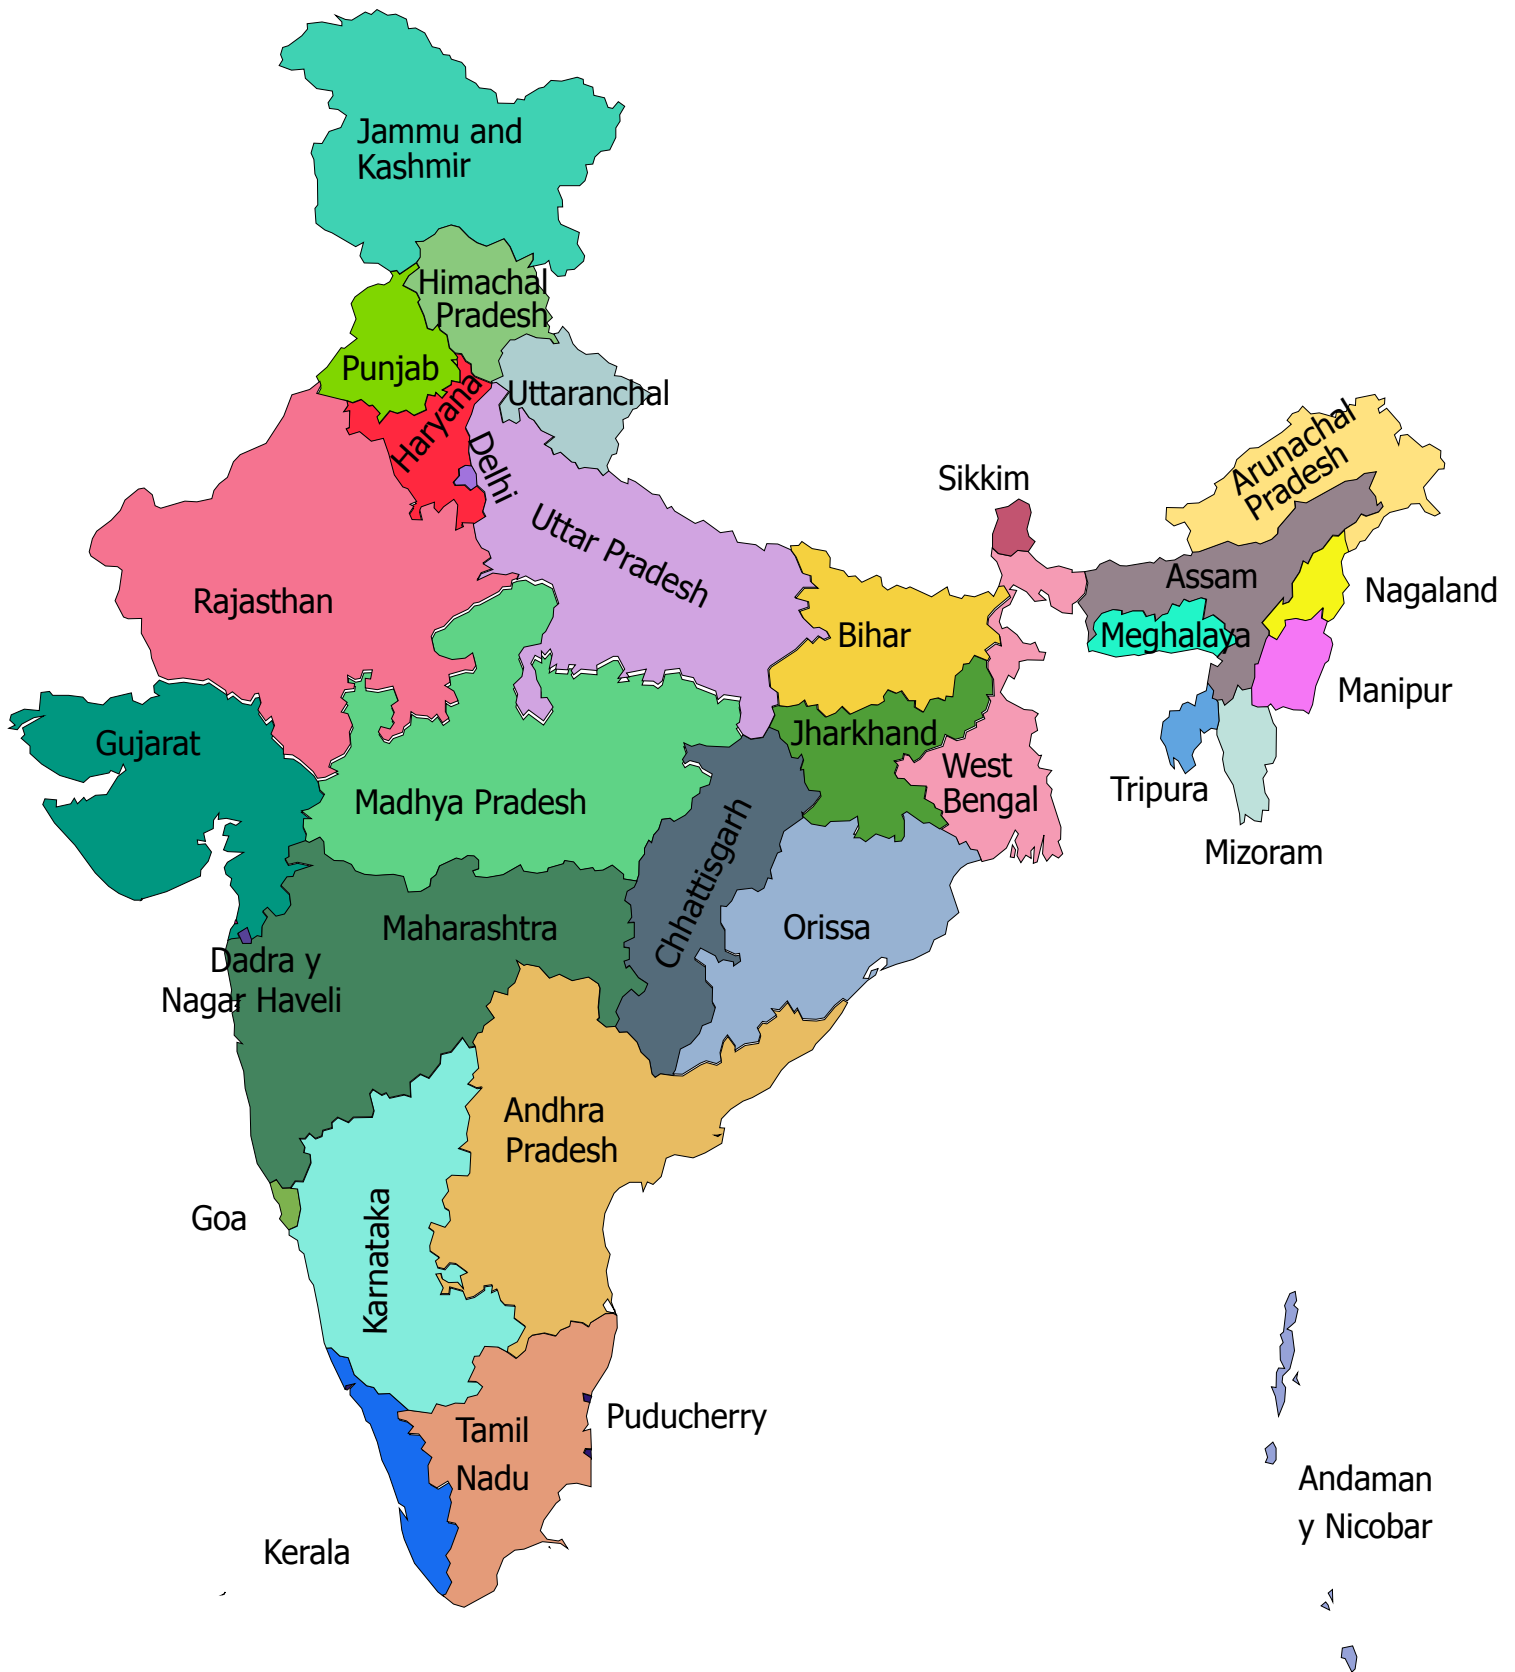 Jammu and
Kashmir
Himachal
Pradesh
Punjab
Uttaranchal
Haryana
Delhi
Arunachal
Pradesh
Sikkim
Uttar Pradesh
Assam
Nagaland
Rajasthan
Bihar
Meghalaya
Manipur
Gujarat
Jharkhand
West
Bengal
Tripura
Madhya Pradesh
Mizoram
Chhattisgarh
Maharashtra
Orissa
Dadra y
Nagar Haveli
Andhra
Pradesh
Goa
Karnataka
Puducherry
Tamil
Nadu
Andaman
y Nicobar
Kerala